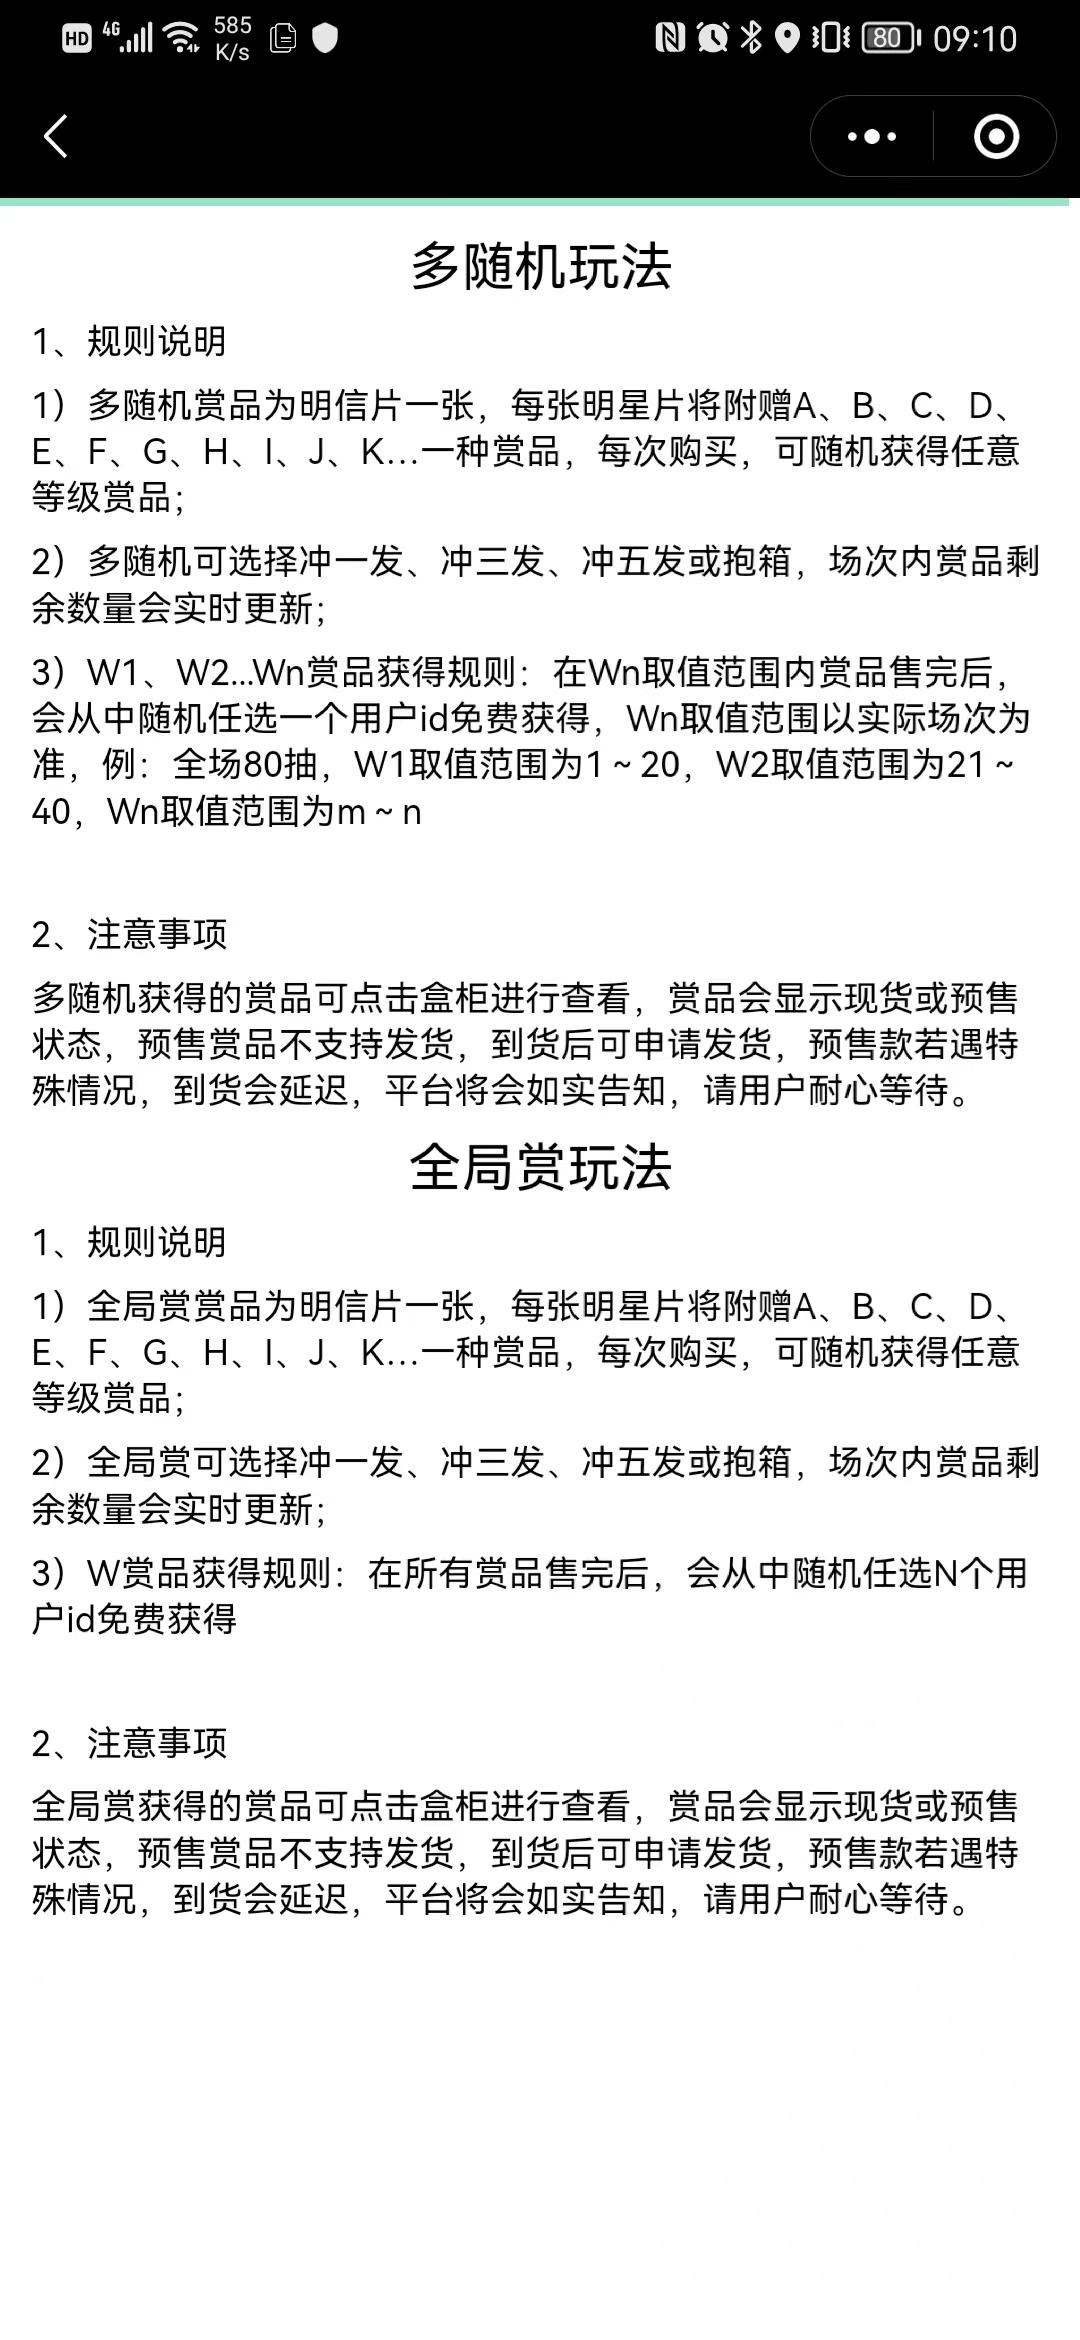 HD 4G 585 K/s 80 09:10
多随机玩法
1、规则说明
1）多随机赏品为明信片一张，每张明星片将附赠A、B、C、D、
E、F、G、H、I、J、K...一种赏品，每次购买，可随机获得任意
等级赏品；
2）多随机可选择冲一发、冲三发、冲五发或抱箱，场次内赏品剩
余数量会实时更新；
3）W1、W2...Wn赏品获得规则：在Wn取值范围内赏品售完后，
会从中随机任选一个用户id免费获得，Wn取值范围以实际场次为
准，例：全场80抽，W1取值范围为1～20，W2取值范围为21～
40，Wn取值范围为m～n
2、注意事项
多随机获得的赏品可点击盒柜进行查看，赏品会显示现货或预售
状态，预售赏品不支持发货，到货后可申请发货，预售款若遇特
殊情况，到货会延迟，平台将会如实告知，请用户耐心等待。
全局赏玩法
1、规则说明
1）全局赏赏品为明信片一张，每张明星片将附赠A、B、C、D、
E、F、G、H、I、J、K...一种赏品，每次购买，可随机获得任意
等级赏品；
2）全局赏可选择冲一发、冲三发、冲五发或抱箱，场次内赏品剩
余数量会实时更新；
3）W赏品获得规则：在所有赏品售完后，会从中随机任选N个用
户id免费获得
2、注意事项
全局赏获得的赏品可点击盒柜进行查看，赏品会显示现货或预售
状态，预售赏品不支持发货，到货后可申请发货，预售款若遇特
殊情况，到货会延迟，平台将会如实告知，请用户耐心等待。